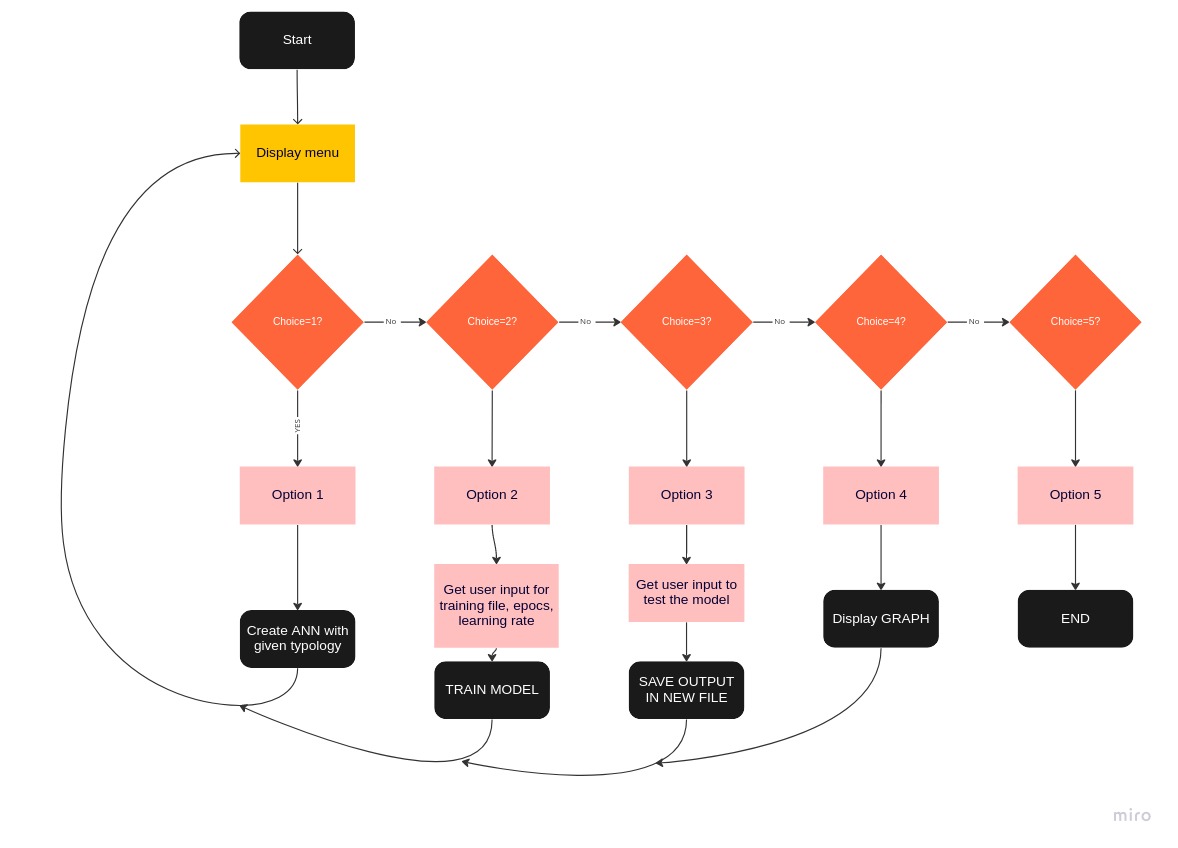 Start
Display menu
Choice=1?
No
Choice=2?
No
Choice=3?
No
Choice=4?
No
Choice=5?
YES
Option 1
Option 2
Option 3
Option 4
Option 5
Get user input for
training file, epocs,
learning rate
Get user input to
test the model
Create ANN with
given typology
Display GRAPH
END
TRAIN MODEL
SAVE OUTPUT
IN NEW FILE
miro